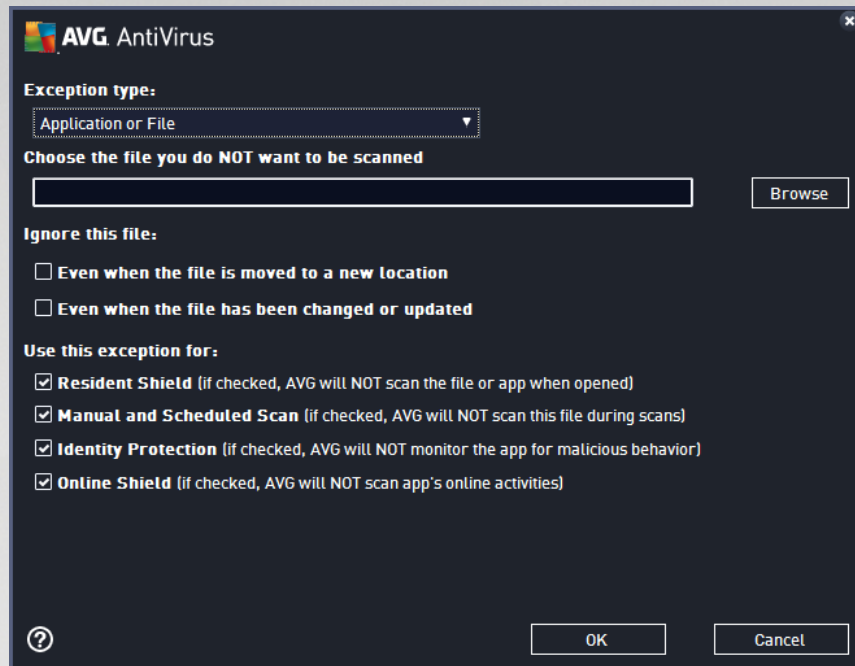 AVG. AntiVirus
Exception type:
Application or File
Choose the file you do NOT want to be scanned
Browse
Ignore this file:
Even when the file is moved to a new location
Even when the file has been changed or updated
Use this exception for:
Resident Shield (if checked, AVG will NOT scan the file or app when opened)
Manual and Scheduled Scan (if checked, AVG will NOT scan this file during scans)
Identity Protection (if checked, AVG will NOT monitor the app for malicious behavior)
Online Shield (if checked, AVG will NOT scan app's online activities)
? OK Cancel